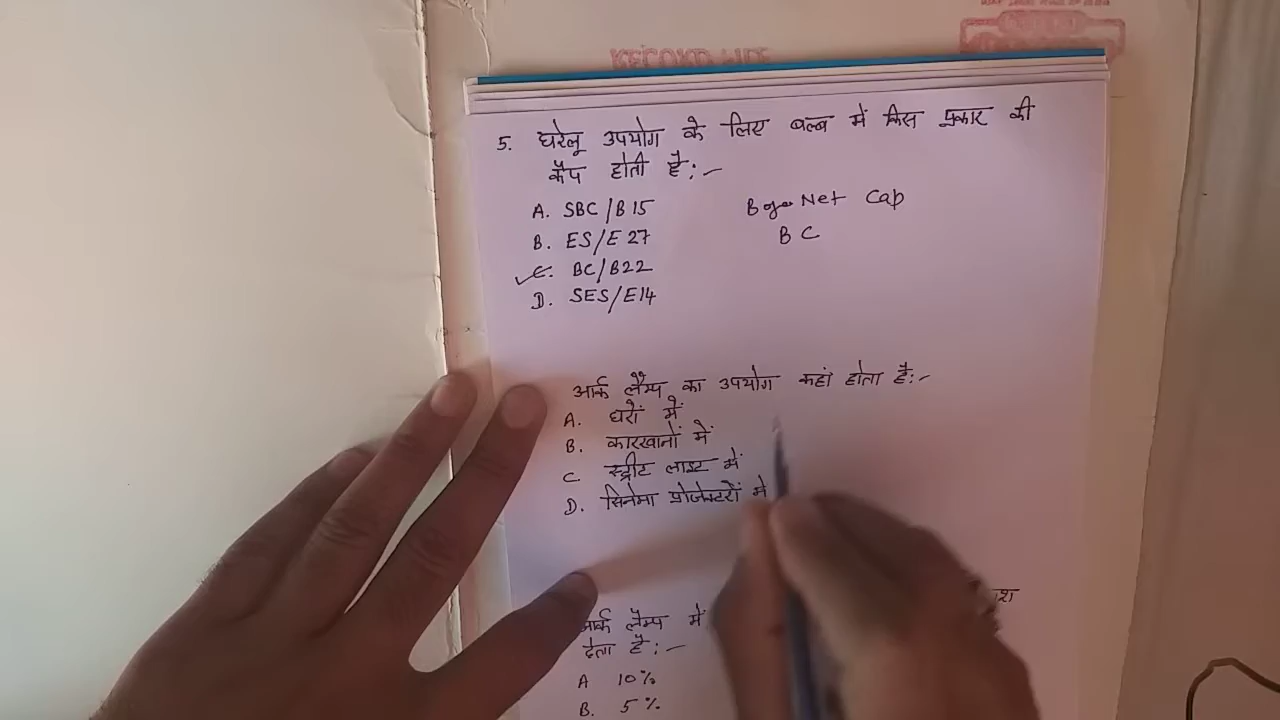 5. घरेलू उपयोग के लिए बल्ब में किस प्रकार की
कैप होती है:-
A. SBC/B15
B. ES/E27
C. BC/B22
D. SES/E14
Net Cap
BC
आर्क लैम्प का उपयोग कहां होता है:-
A. घरों में
B. कारखानों में
C. स्ट्रीट लाइट में
D. सिनेमा प्रोजेक्टरों में
आर्क लैम्प में
देता है:-
A 10%
B. 5%